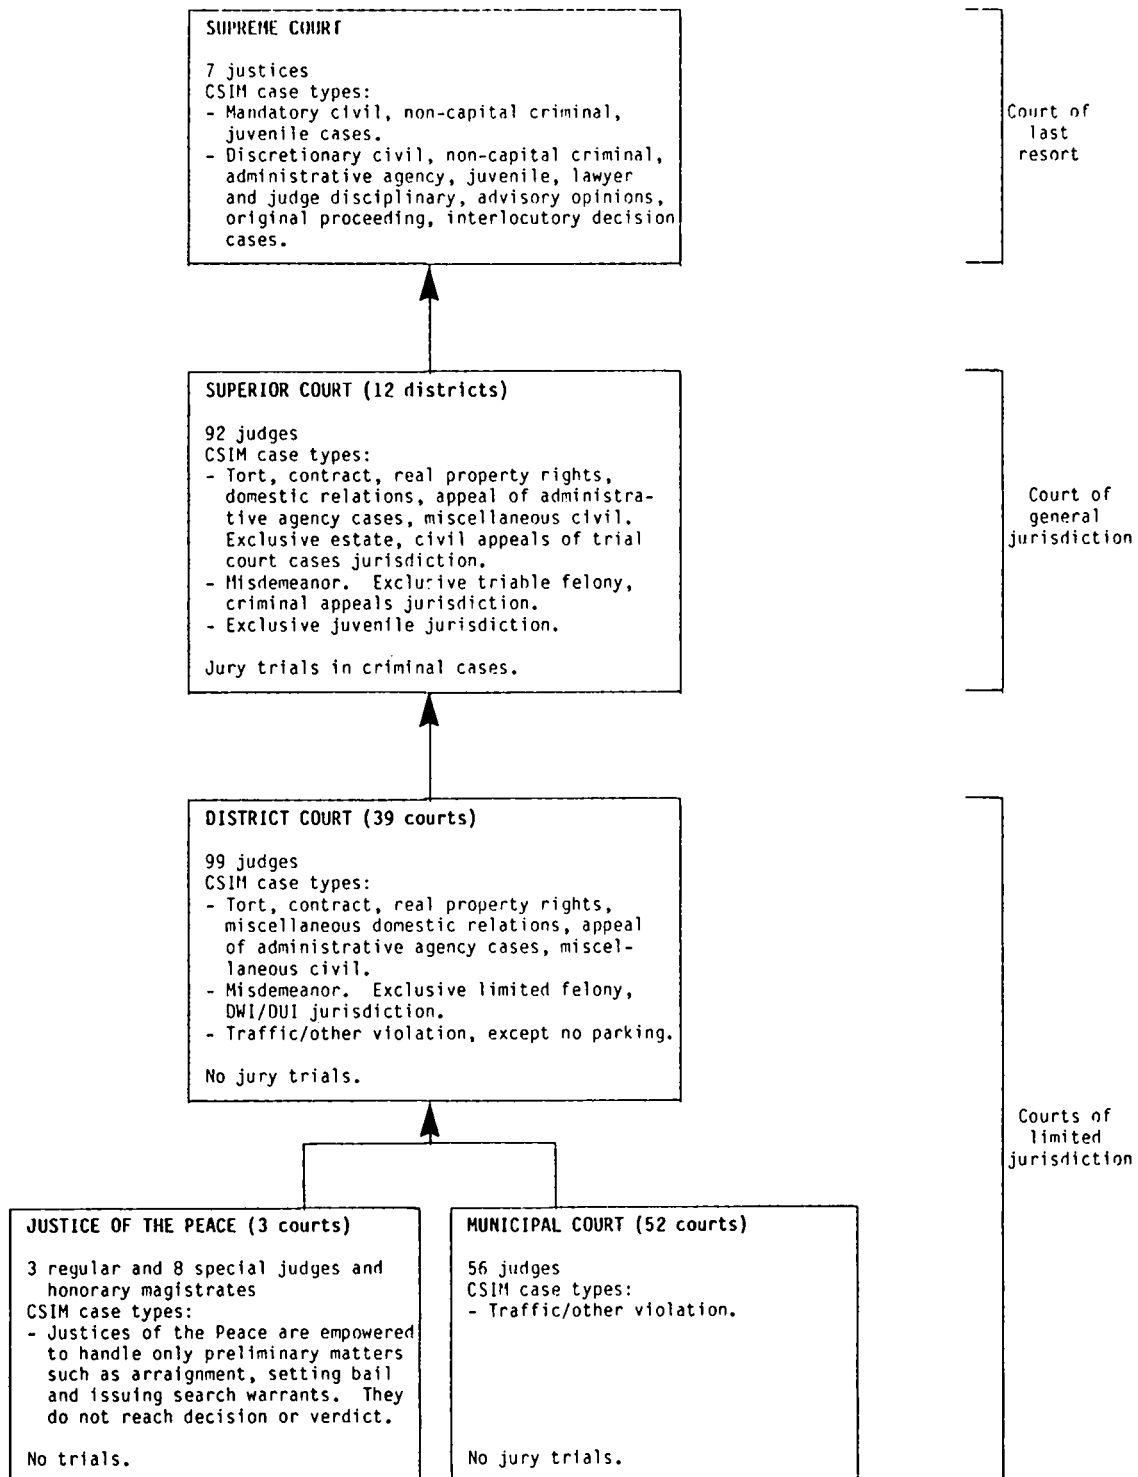 SUPREME COURT
7 justices
CSIM case types:
- Mandatory civil, non-capital criminal,
juvenile cases.
- Discretionary civil, non-capital criminal,
administrative agency, juvenile, lawyer
and judge disciplinary, advisory opinions,
original proceeding, interlocutory decision
cases.
Court of
last
resort
SUPERIOR COURT (12 districts)
92 judges
CSIM case types:
- Tort, contract, real property rights,
domestic relations, appeal of administra-
tive agency cases, miscellaneous civil.
Exclusive estate, civil appeals of trial
court cases jurisdiction.
- Misdemeanor. Exclusive triable felony,
criminal appeals jurisdiction.
- Exclusive juvenile jurisdiction.
Jury trials in criminal cases.
Court of
general
jurisdiction
DISTRICT COURT (39 courts)
99 judges
CSIM case types:
- Tort, contract, real property rights,
miscellaneous domestic relations, appeal
of administrative agency cases, miscel-
laneous civil.
- Misdemeanor. Exclusive limited felony,
DWI/DUI jurisdiction.
- Traffic/other violation, except no parking.
No jury trials.
Courts of
limited
jurisdiction
JUSTICE OF THE PEACE (3 courts)
3 regular and 8 special judges and
honorary magistrates
CSIM case types:
- Justices of the Peace are empowered
to handle only preliminary matters
such as arraignment, setting bail
and issuing search warrants. They
do not reach decision or verdict.
No trials.
MUNICIPAL COURT (52 courts)
56 judges
CSIM case types:
- Traffic/other violation.
No jury trials.